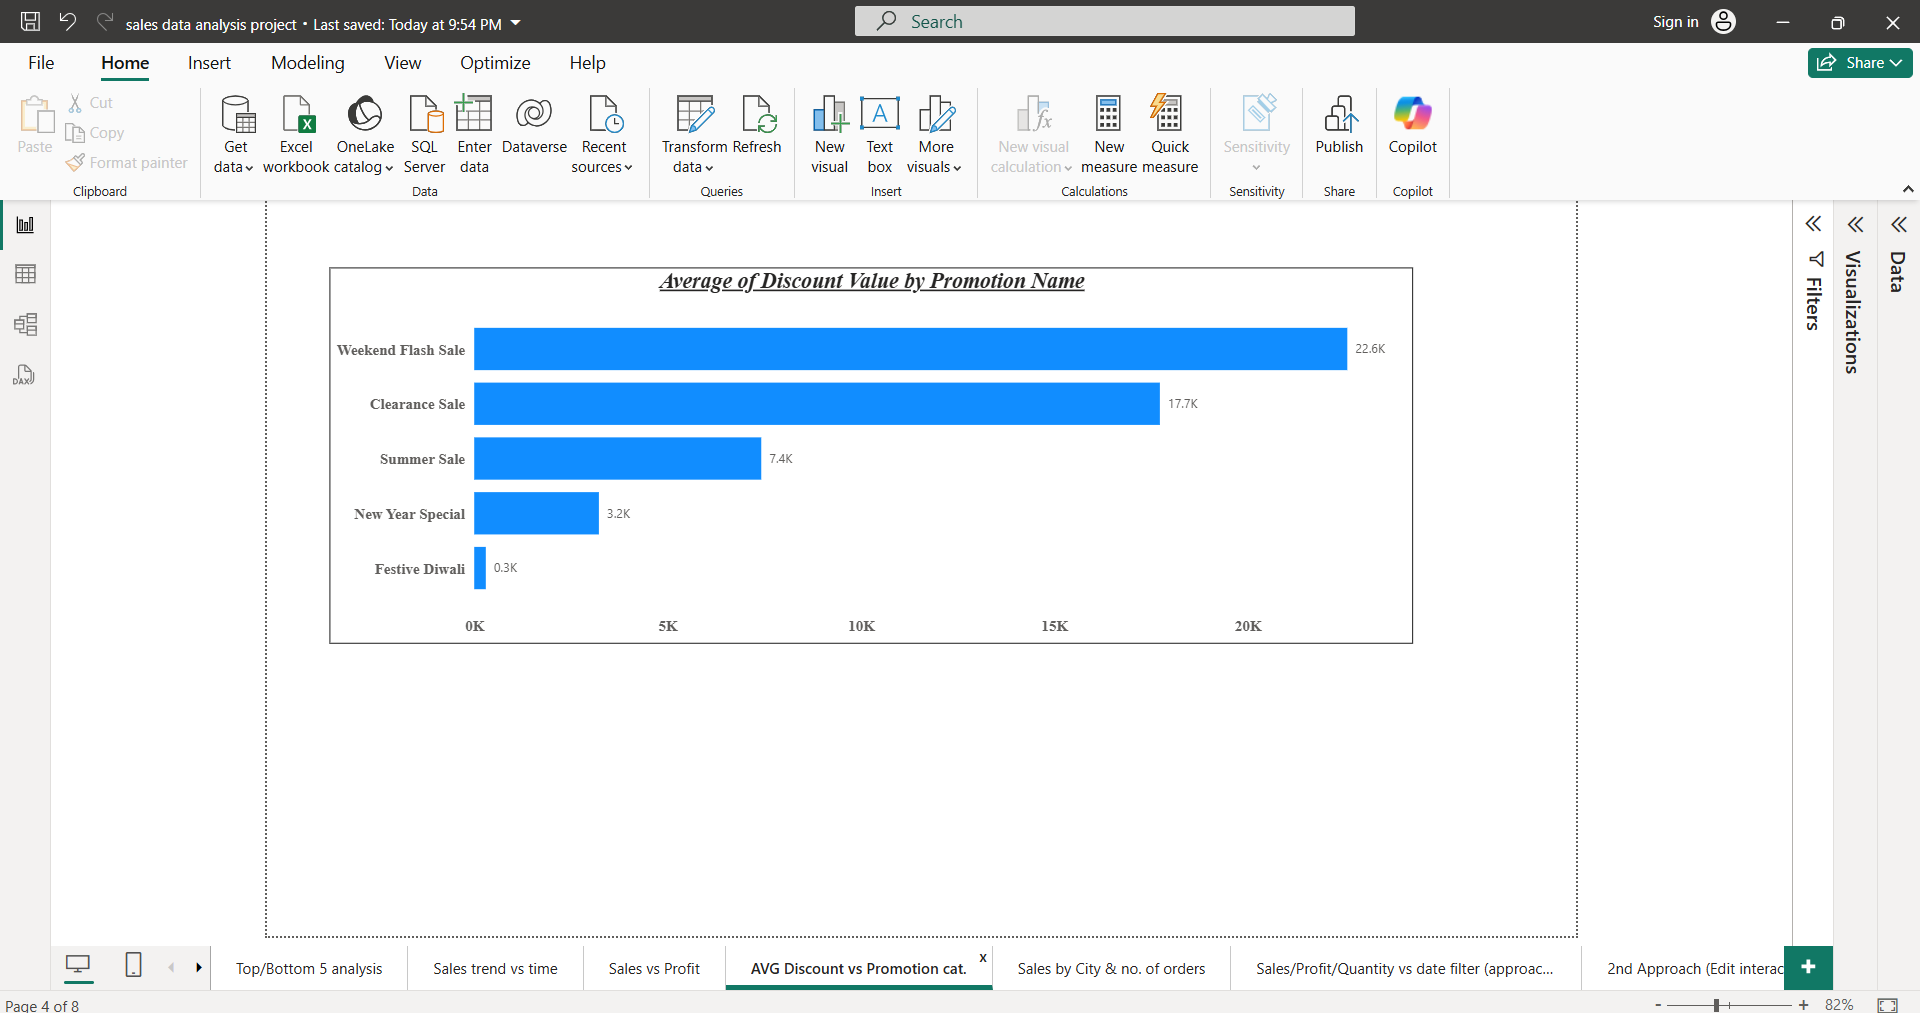 sales data analysis project • Last saved: Today at 9:54 PM
Search
Sign in
File Home Insert Modeling View Optimize Help
Share
Paste
Cut
Copy
Format painter
Clipboard
Get data
Excel workbook
OneLake catalog
SQL Server
Enter data
Dataverse
Recent sources
Data
Transform data
Refresh
Queries
New visual
Text box
More visuals
Insert
New visual calculation
New measure
Quick measure
Calculations
Sensitivity
Sensitivity
Publish
Share
Copilot
Copilot
DAX
Average of Discount Value by Promotion Name
Weekend Flash Sale 22.6K
Clearance Sale 17.7K
Summer Sale 7.4K
New Year Special 3.2K
Festive Diwali 0.3K
0K 5K 10K 15K 20K
Filters
Visualizations
Data
Top/Bottom 5 analysis
Sales trend vs time
Sales vs Profit
AVG Discount vs Promotion cat. x
Sales by City & no. of orders
Sales/Profit/Quantity vs date filter (approac...
2nd Approach (Edit interac
+
Page 4 of 8
- + 82%